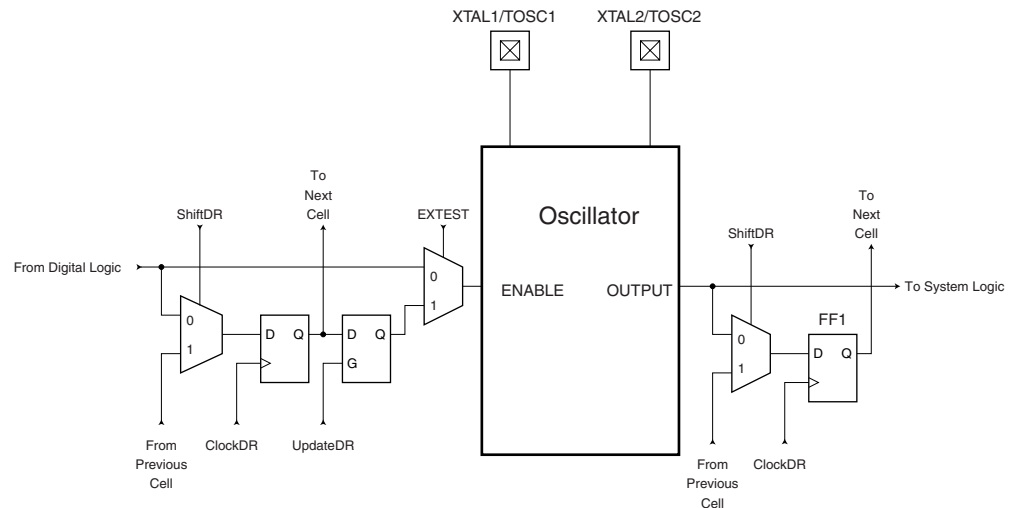 XTAL1/TOSC1
XTAL2/TOSC2
To
Next
Cell
ShiftDR
EXTEST
Oscillator
To
Next
Cell
ShiftDR
From Digital Logic
0
1
ENABLE
OUTPUT
To System Logic
0
1
D Q
D Q
G
FF1
0
1
D Q
From
Previous
Cell
ClockDR
UpdateDR
From
Previous
Cell
ClockDR